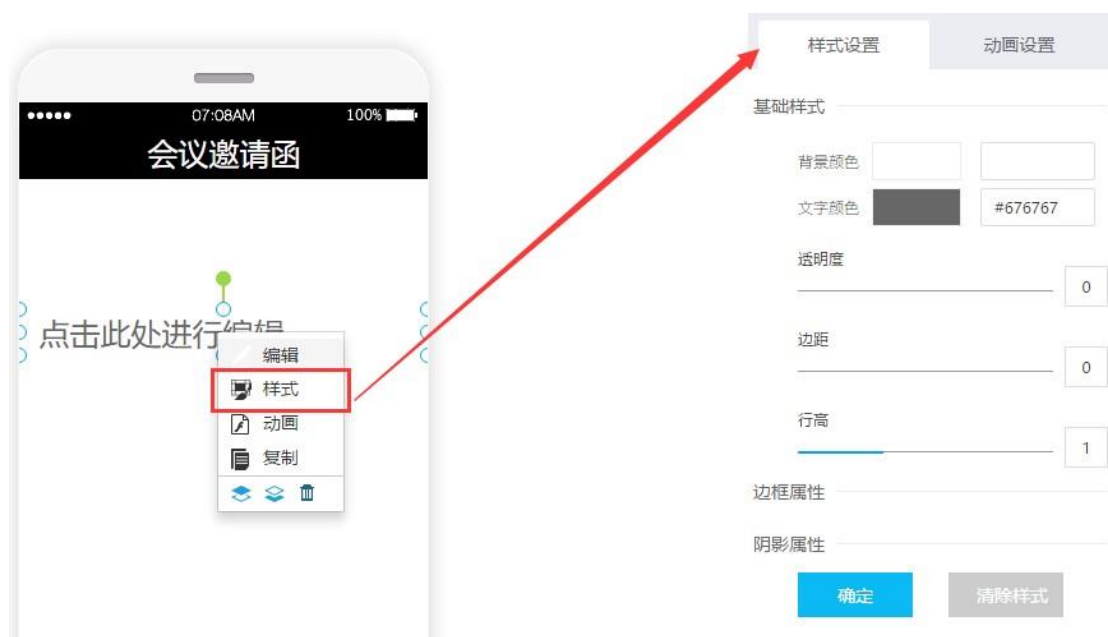 07:08AM 100%
会议邀请函
点击此处进行编辑
编辑
样式
动画
复制
样式设置 动画设置
基础样式
背景颜色
文字颜色 #676767
透明度
0
边距
0
行高
1
边框属性
阴影属性
确定 清除样式